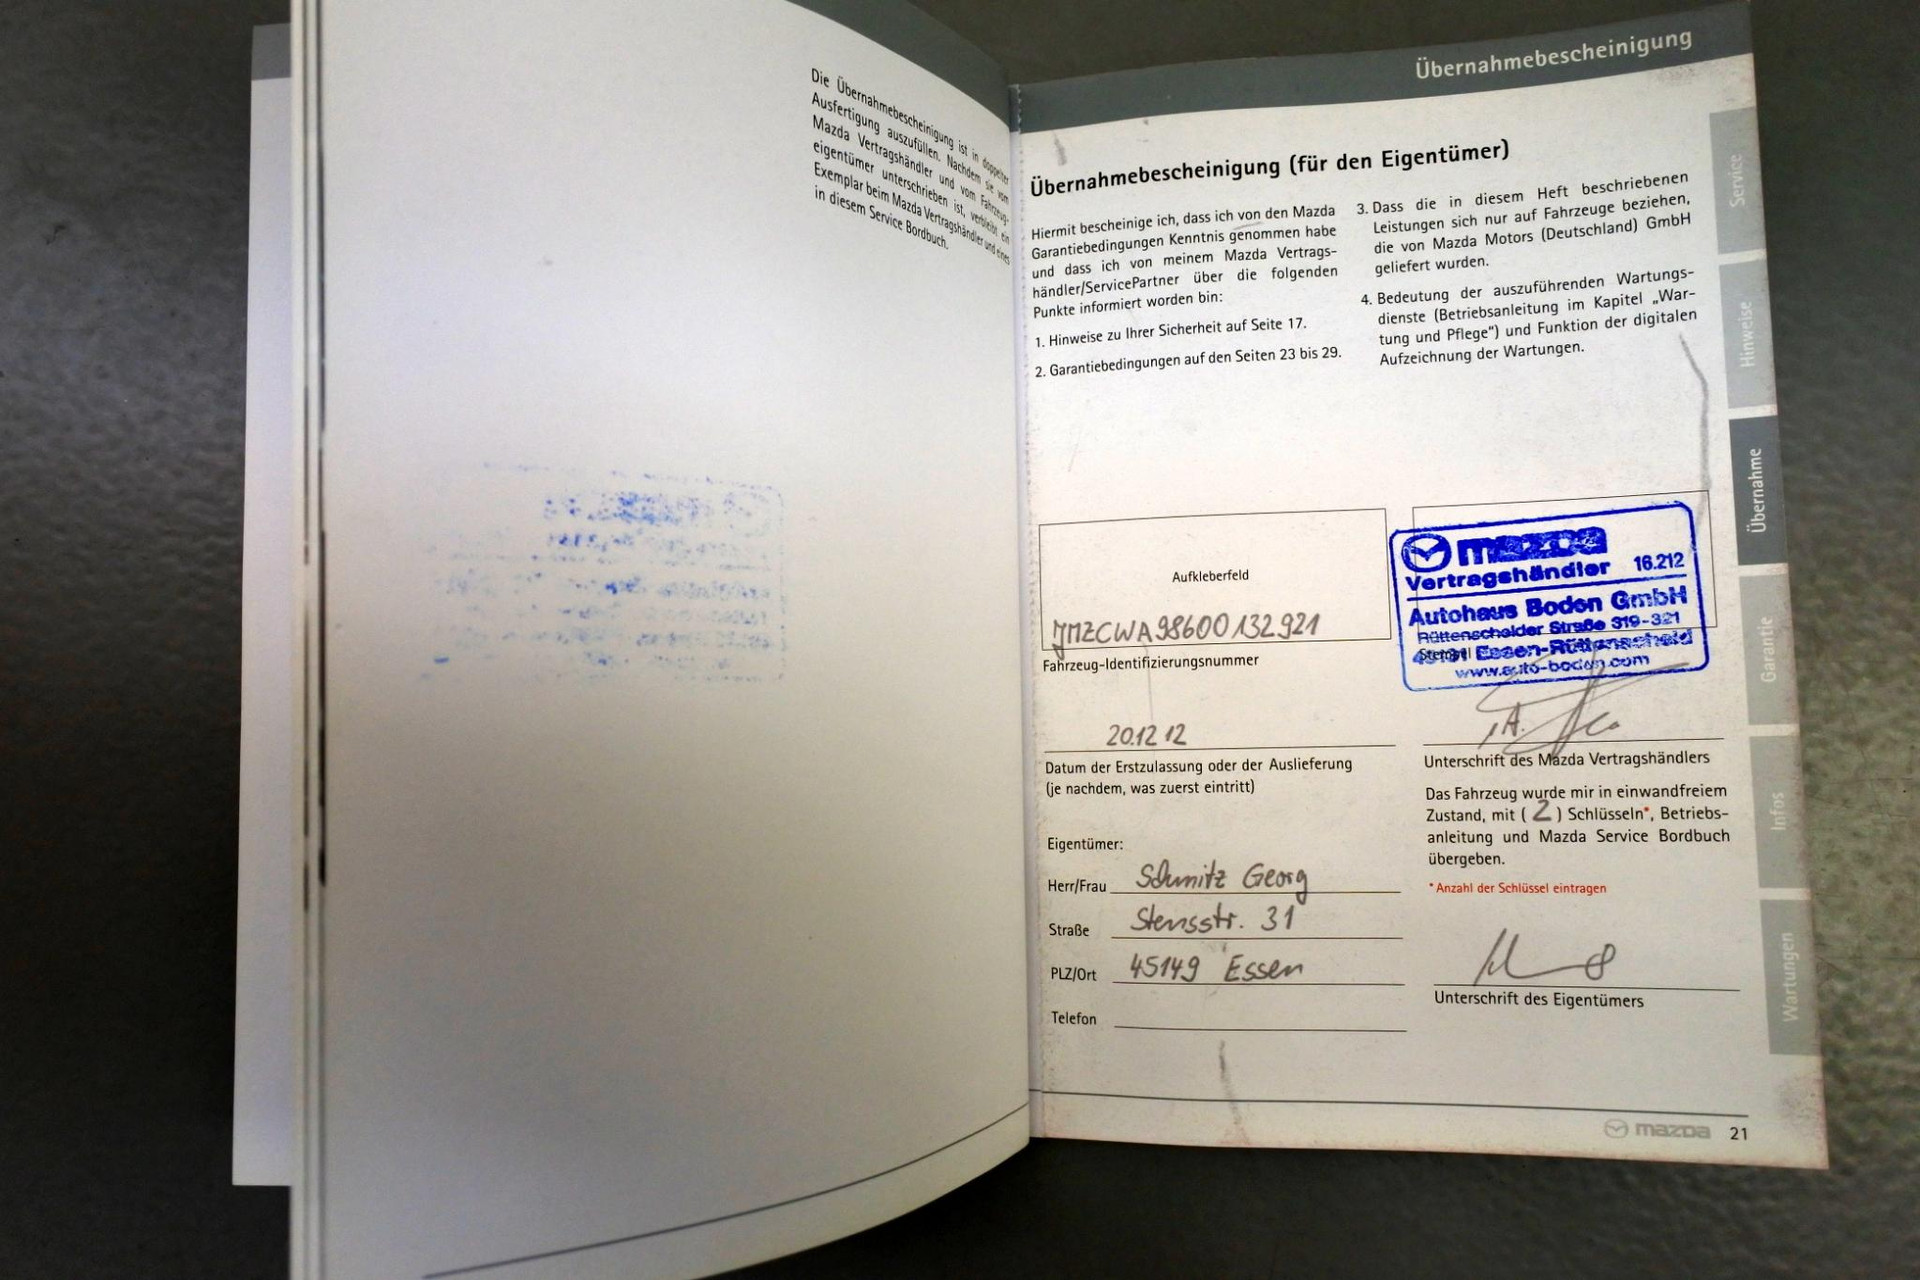 Die Übernahmebescheinigung ist in doppelter
Ausfertigung auszufüllen. Nachdem sie vom
Mazda Vertragshändler und vom Fahrzeug-
eigentümer unterschrieben ist, verbleibt ein
Exemplar beim Mazda Vertragshändler und eines
in diesem Service Bordbuch.
Übernahmebescheinigung
Übernahmebescheinigung (für den Eigentümer)
Hiermit bescheinige ich, dass ich von den Mazda
Garantiebedingungen Kenntnis genommen habe
und dass ich von meinem Mazda Vertrags-
händler/ServicePartner über die folgenden
Punkte informiert worden bin:
1. Hinweise zu Ihrer Sicherheit auf Seite 17.
2. Garantiebedingungen auf den Seiten 23 bis 29.
3. Dass die in diesem Heft beschriebenen
Leistungen sich nur auf Fahrzeuge beziehen,
die von Mazda Motors (Deutschland) GmbH
geliefert wurden.
4. Bedeutung der auszuführenden Wartungs-
dienste (Betriebsanleitung im Kapitel „War-
tung und Pflege“) und Funktion der digitalen
Aufzeichnung der Wartungen.
Aufkleberfeld
JMZCWA98600132921
Fahrzeug-Identifizierungsnummer
mazda
Vertragshändler 16.212
Autohaus Boden GmbH
Rüttenscheider Straße 319-321
45131 Essen-Rüttenscheid
www.auto-boden.com
Stempel
20.12 12
Datum der Erstzulassung oder der Auslieferung
(je nachdem, was zuerst eintritt)
i.A.
Unterschrift des Mazda Vertragshändlers
Das Fahrzeug wurde mir in einwandfreiem
Zustand, mit ( 2 ) Schlüsseln*, Betriebs-
anleitung und Mazda Service Bordbuch
übergeben.
*Anzahl der Schlüssel eintragen
Eigentümer:
Herr/Frau Schmitz Georg
Straße Stensstr. 31
PLZ/Ort 45149 Essen
Telefon
Unterschrift des Eigentümers
Service
Hinweise
Übernahme
Garantie
Infos
Wartungen
mazda 21